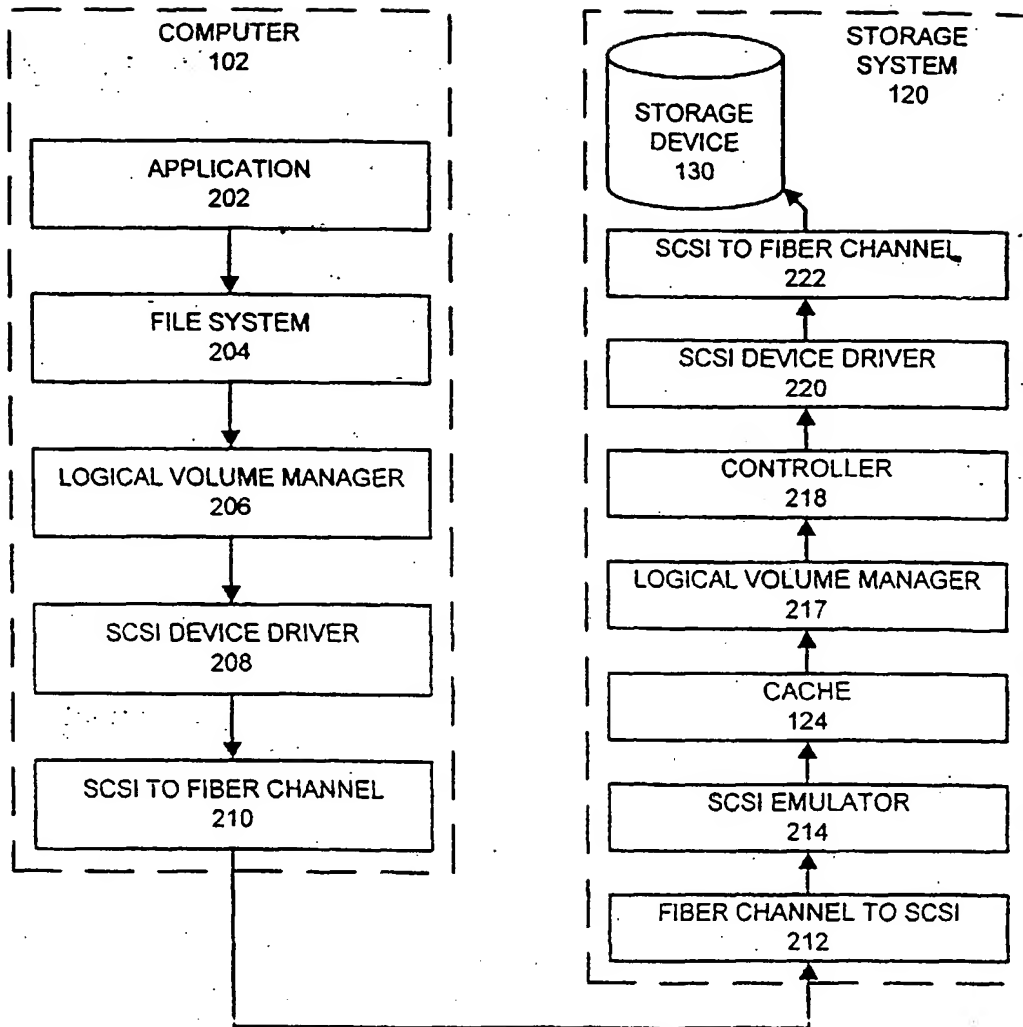 COMPUTER
102
APPLICATION
202
FILE SYSTEM
204
LOGICAL VOLUME MANAGER
206
SCSI DEVICE DRIVER
208
SCSI TO FIBER CHANNEL
210
STORAGE
SYSTEM
120
STORAGE
DEVICE
130
SCSI TO FIBER CHANNEL
222
SCSI DEVICE DRIVER
220
CONTROLLER
218
LOGICAL VOLUME MANAGER
217
CACHE
124
SCSI EMULATOR
214
FIBER CHANNEL TO SCSI
212